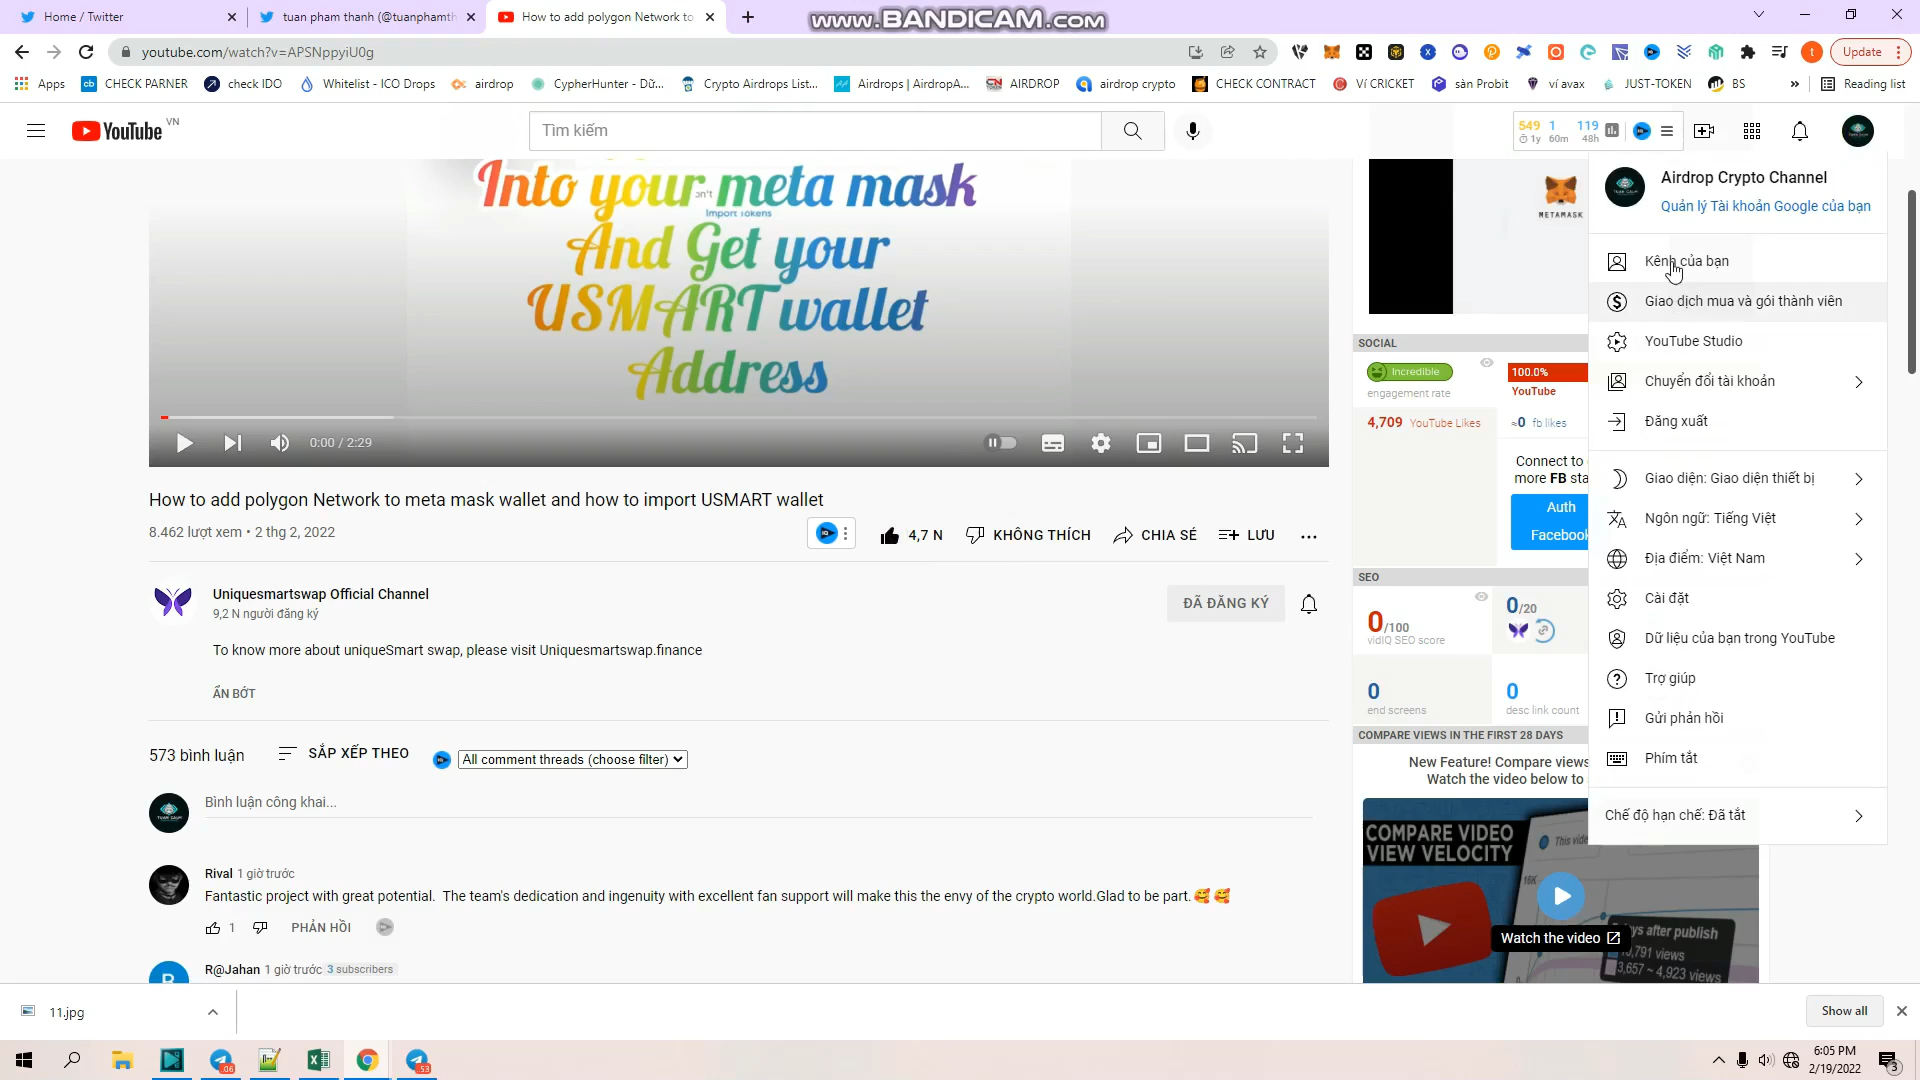 Home / Twitter
tuan pham thanh (@tuanphamth
How to add polygon Network to
www.BANDICAM.com
youtube.com/watch?v=APSNppyiU0g
Update
Apps
CHECK PARNER
check IDO
Whitelist - ICO Drops
airdrop
CypherHunter - Dữ...
Crypto Airdrops List...
Airdrops | AirdropA...
AIRDROP
airdrop crypto
CHECK CONTRACT
Ví CRICKET
sàn Probit
ví avax
JUST-TOKEN
BS
»
Reading list
YouTube VN
Tìm kiếm
549 1 119
1y 60m 48h
Into your meta mask
Import Tokens
And Get your
USMART wallet
Address
0:00 / 2:29
METAMASK
Airdrop Crypto Channel
Quản lý Tài khoản Google của bạn
Kênh của bạn
Giao dịch mua và gói thành viên
YouTube Studio
Chuyển đổi tài khoản
Đăng xuất
Giao diện: Giao diện thiết bị
Ngôn ngữ: Tiếng Việt
Địa điểm: Việt Nam
Cài đặt
Dữ liệu của bạn trong YouTube
Trợ giúp
Gửi phản hồi
Phím tắt
Chế độ hạn chế: Đã tắt
How to add polygon Network to meta mask wallet and how to import USMART wallet
8.462 lượt xem • 2 thg 2, 2022
4,7 N
KHÔNG THÍCH
CHIA SẺ
LƯU
Uniquesmartswap Official Channel
9,2 N người đăng ký
ĐÃ ĐĂNG KÝ
To know more about uniqueSmart swap, please visit Uniquesmartswap.finance
ẨN BỚT
573 bình luận
SẮP XẾP THEO
All comment threads (choose filter)
Bình luận công khai...
Rival 1 giờ trước
Fantastic project with great potential. The team's dedication and ingenuity with excellent fan support will make this the envy of the crypto world.Glad to be part. 🥰 🥰
1
PHẢN HỒI
R@Jahan 1 giờ trước 3 subscribers
SOCIAL
Incredible
engagement rate
100.0%
YouTube
4,709 YouTube Likes
≈0 fb likes
Connect to
more FB sta
Auth
Facebook
SEO
0/100
vidIQ SEO score
0/20
0
end screens
0
desc link count
COMPARE VIEWS IN THE FIRST 28 DAYS
New Feature! Compare views
Watch the video below to
COMPARE VIDEO
VIEW VELOCITY
This vide
Watch the video
ys after publish
3,657 ~ 4,923 views
11.jpg
Show all
6:05 PM
2/19/2022